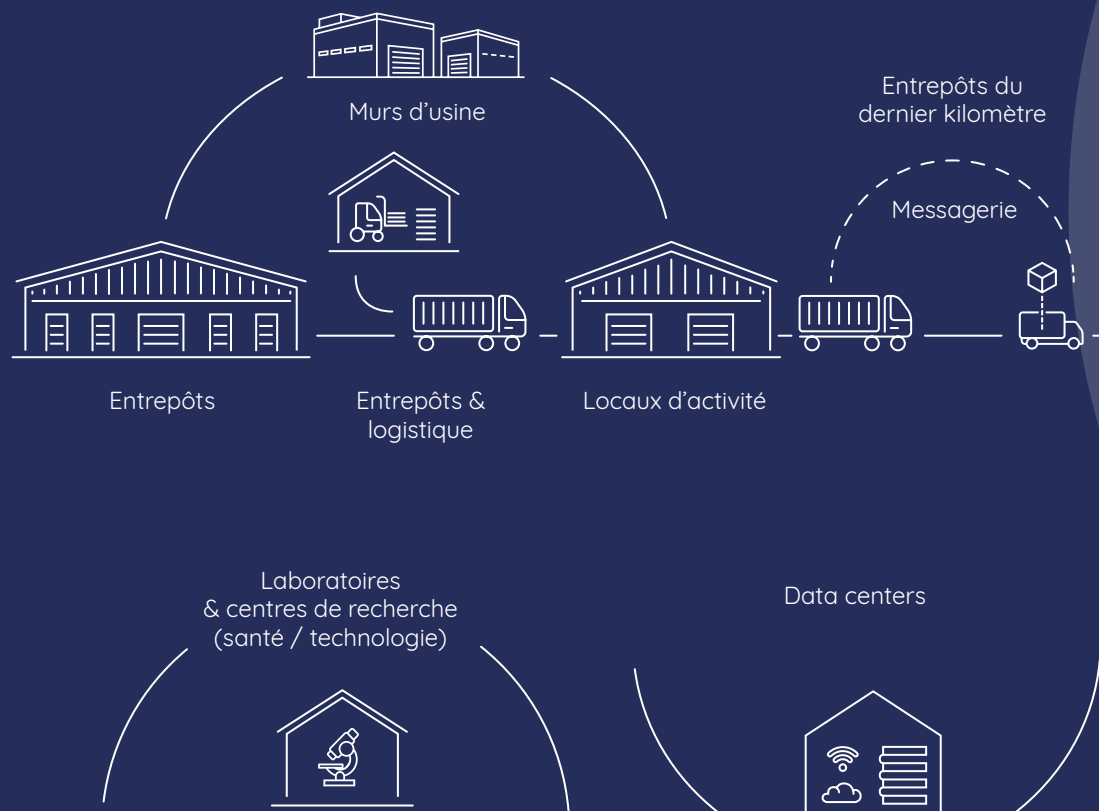 Murs d’usine
Entrepôts du
dernier kilomètre
Messagerie
Entrepôts
Entrepôts &
logistique
Locaux d’activité
Laboratoires
& centres de recherche
(santé / technologie)
Data centers